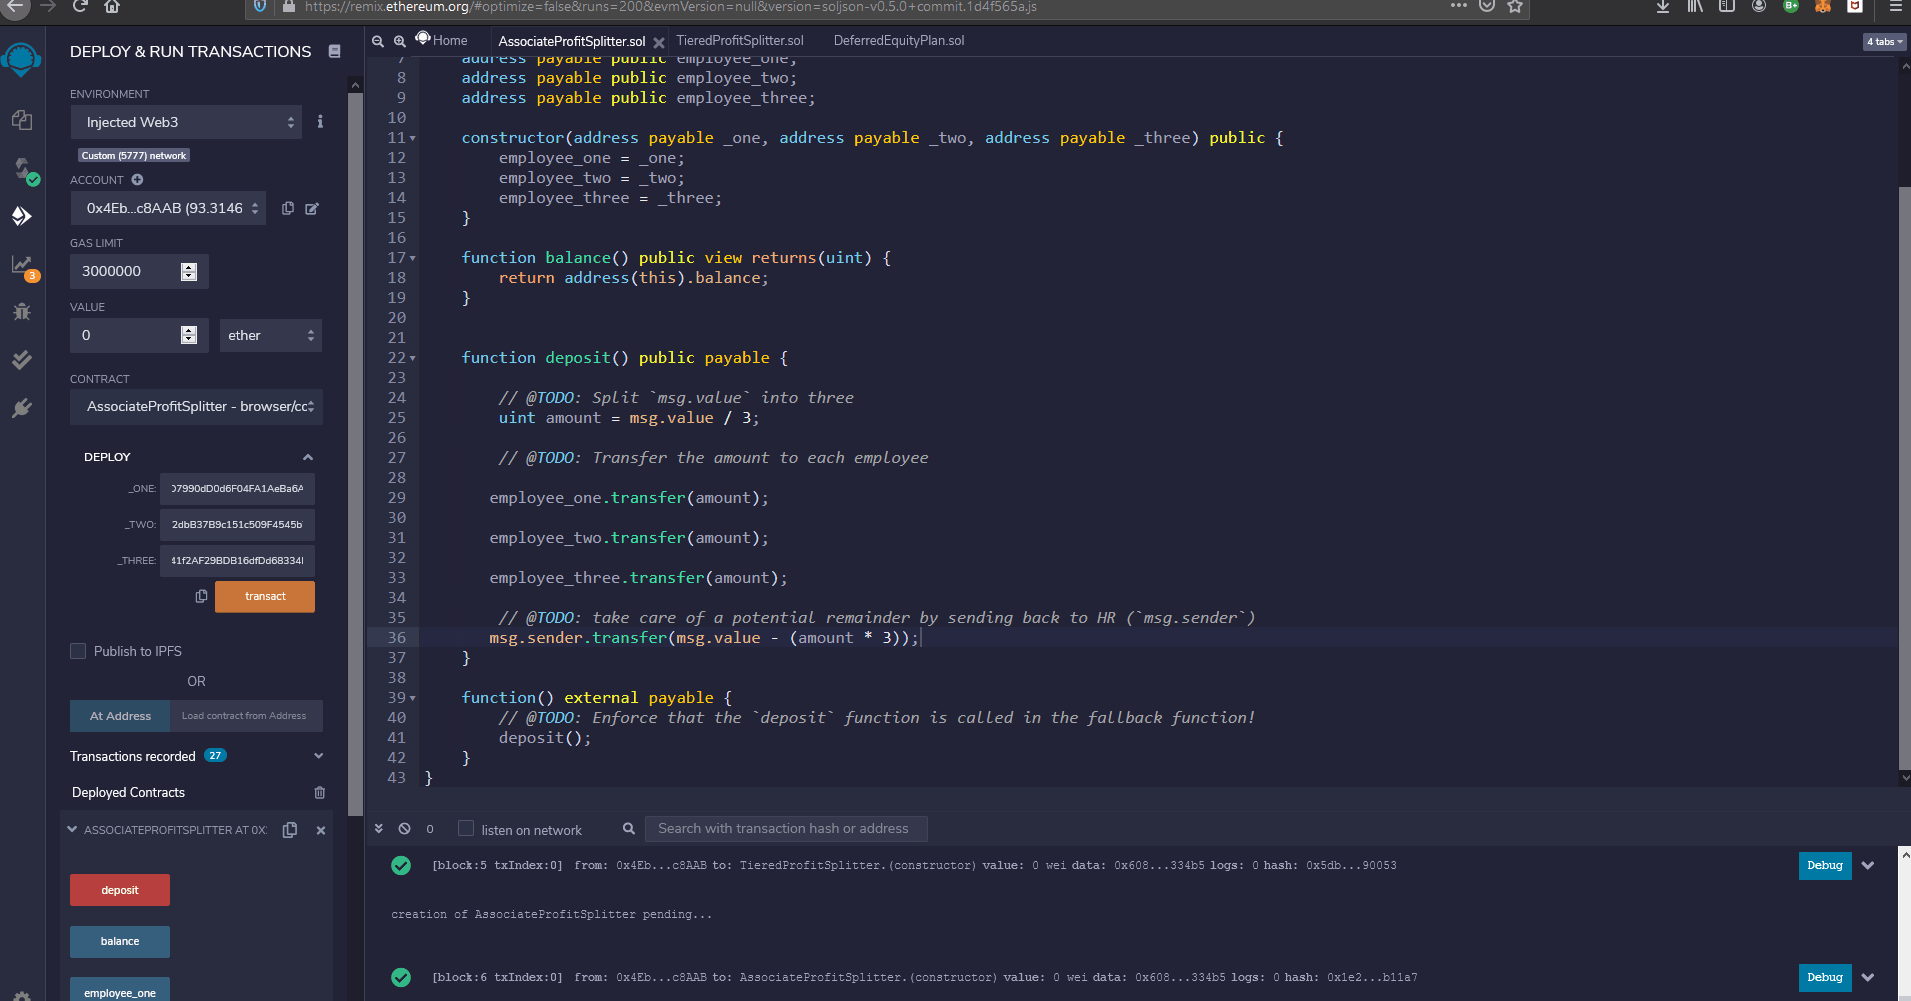 https://remix.ethereum.org/#optimize=false&runs=200&evmVersion=null&version=soljson-v0.5.0+commit.1d4f565a.js
DEPLOY & RUN TRANSACTIONS
ENVIRONMENT
Injected Web3
Custom (5777) network
ACCOUNT
0x4Eb...c8AAB (93.3146
GAS LIMIT
3000000
VALUE
0
ether
CONTRACT
AssociateProfitSplitter - browser/cc
DEPLOY
_ONE:
07990dD0d6F04FA1AeBa6A
_TWO:
2dbB37B9c151c509F4545b
_THREE:
41f2AF29BDB16dfDd68334
transact
Publish to IPFS
OR
At Address
Load contract from Address
Transactions recorded 27
Deployed Contracts
ASSOCIATEPROFITSPLITTER AT 0X
deposit
balance
employee_one
3
Home
AssociateProfitSplitter.sol
TieredProfitSplitter.sol
DeferredEquityPlan.sol
4 tabs
7 address payable public employee_one;
8 address payable public employee_two;
9 address payable public employee_three;
10
11 constructor(address payable _one, address payable _two, address payable _three) public {
12 employee_one = _one;
13 employee_two = _two;
14 employee_three = _three;
15 }
16
17 function balance() public view returns(uint) {
18 return address(this).balance;
19 }
20
21
22 function deposit() public payable {
23
24 // @TODO: Split `msg.value` into three
25 uint amount = msg.value / 3;
26
27 // @TODO: Transfer the amount to each employee
28
29 employee_one.transfer(amount);
30
31 employee_two.transfer(amount);
32
33 employee_three.transfer(amount);
34
35 // @TODO: take care of a potential remainder by sending back to HR (`msg.sender`)
36 msg.sender.transfer(msg.value - (amount * 3));
37 }
38
39 function() external payable {
40 // @TODO: Enforce that the `deposit` function is called in the fallback function!
41 deposit();
42 }
43 }
0
listen on network
Search with transaction hash or address
[block:5 txIndex:0] from: 0x4Eb...c8AAB to: TieredProfitSplitter.(constructor) value: 0 wei data: 0x608...334b5 logs: 0 hash: 0x5db...90053
Debug
creation of AssociateProfitSplitter pending...
[block:6 txIndex:0] from: 0x4Eb...c8AAB to: AssociateProfitSplitter.(constructor) value: 0 wei data: 0x608...334b5 logs: 0 hash: 0x1e2...b11a7
Debug